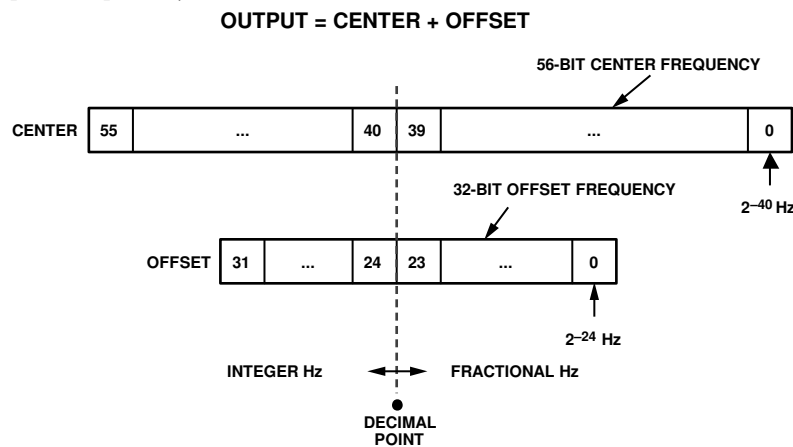 OUTPUT = CENTER + OFFSET
56-BIT CENTER FREQUENCY
CENTER 55 ... 40 39 ... 0
2–40 Hz
32-BIT OFFSET FREQUENCY
OFFSET 31 ... 24 23 ... 0
2–24 Hz
INTEGER Hz FRACTIONAL Hz
DECIMAL
POINT